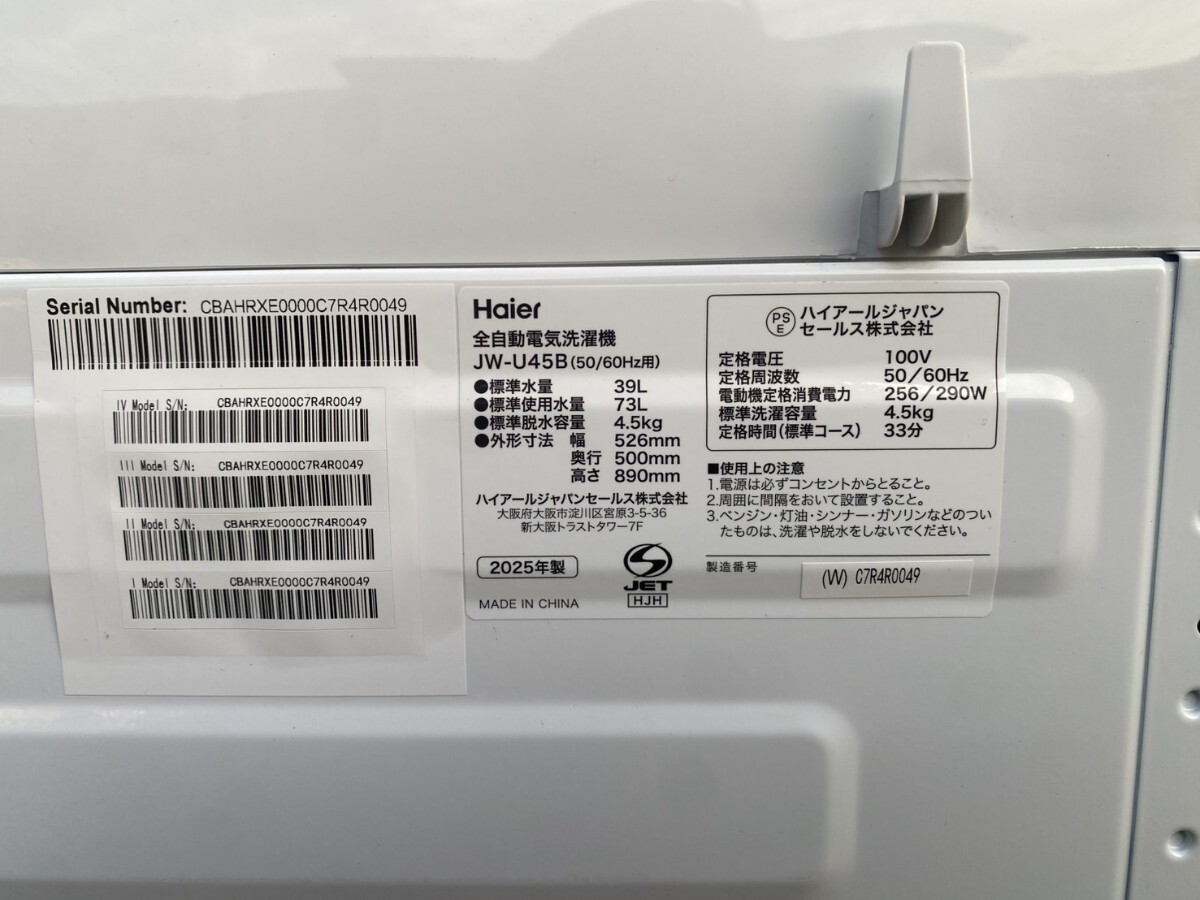 Serial Number: CBAHRXE0000C7R4R0049
IV Model S/N: CBAHRXE0000C7R4R0049
III Model S/N: CBAHRXE0000C7R4R0049
II Model S/N: CBAHRXE0000C7R4R0049
I Model S/N: CBAHRXE0000C7R4R0049
Haier
全自動電気洗濯機
JW-U45B(50/60Hz用)
●標準水量 39L
●標準使用水量 73L
●標準脱水容量 4.5kg
●外形寸法 幅 526mm
奥行 500mm
高さ 890mm
ハイアールジャパンセールス株式会社
大阪府大阪市淀川区宮原3-5-36
新大阪トラストタワー7F
2025年製
MADE IN CHINA
S
JET
HJH
PS
E
ハイアールジャパン
セールス株式会社
定格電圧 100V
定格周波数 50/60Hz
電動機定格消費電力 256/290W
標準洗濯容量 4.5kg
定格時間(標準コース) 33分
■使用上の注意
1.電源は必ずコンセントからとること。
2.周囲に間隔をおいて設置すること。
3.ベンジン・灯油・シンナー・ガソリンなどのつい
たものは、洗濯や脱水をしないでください。
製造番号 (W) C7R4R0049